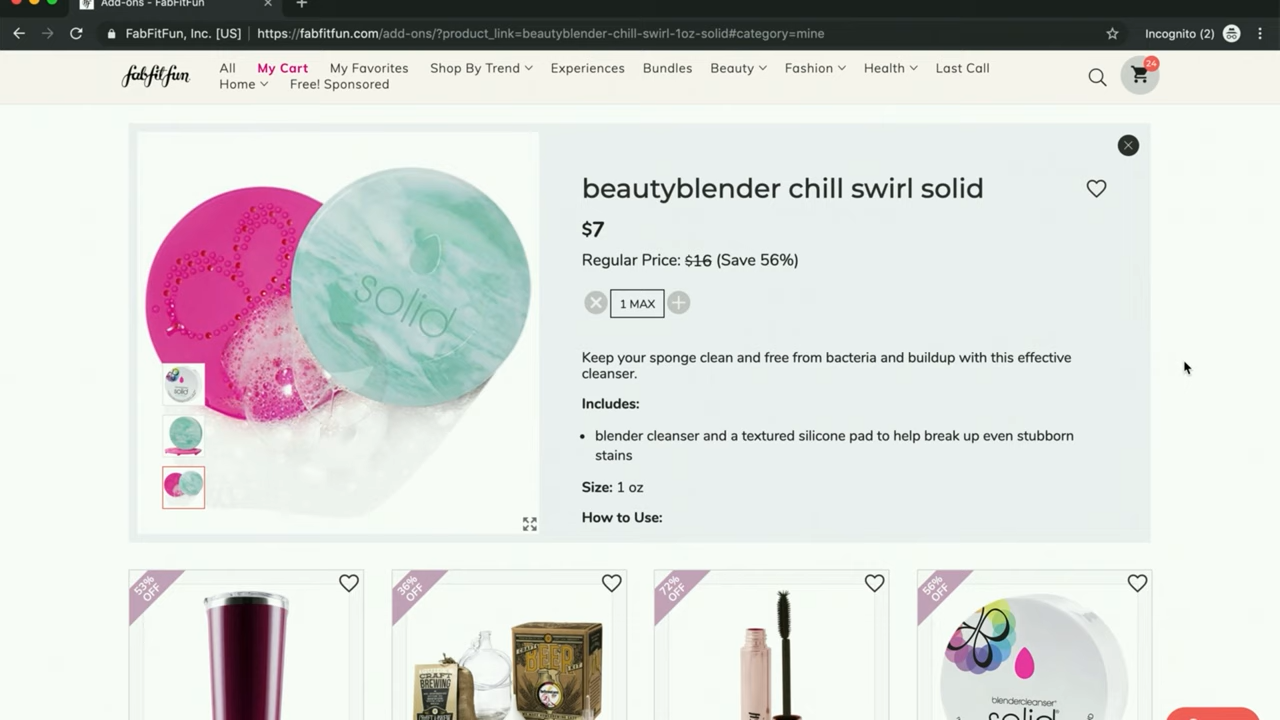 Add-ons - FabFitFun
FabFitFun, Inc. [US] | https://fabfitfun.com/add-ons/?product_link=beautyblender-chill-swirl-1oz-solid#category=mine
Incognito (2)
fabfitfun
All My Cart My Favorites Shop By Trend Experiences Bundles Beauty Fashion Health Last Call
Home Free! Sponsored
24
beautyblender chill swirl solid
$7
Regular Price: $16 (Save 56%)
1 MAX
Keep your sponge clean and free from bacteria and buildup with this effective
cleanser.
Includes:
• blender cleanser and a textured silicone pad to help break up even stubborn
stains
Size: 1 oz
How to Use:
solid
solid
53% OFF
36% OFF
72% OFF
56% OFF
CRAFT
BREWING
BEER
blendercleanser
solid